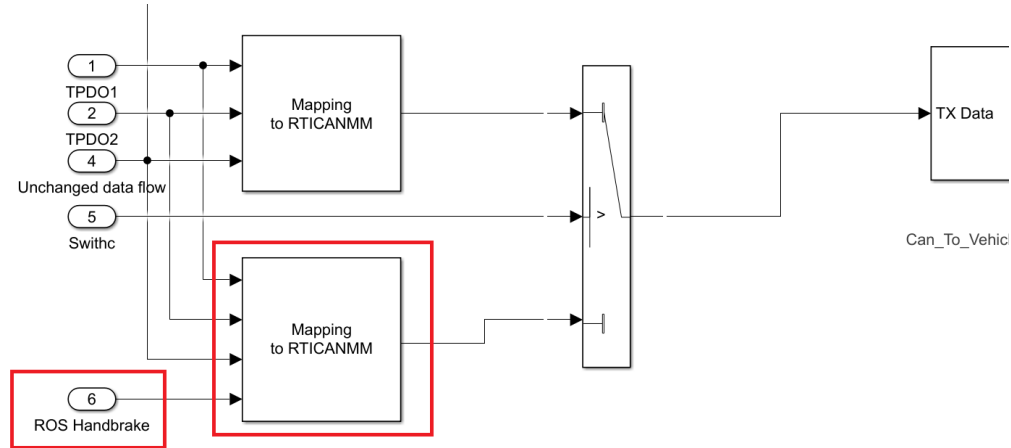 1
TPDO1
2
TPDO2
4
Unchanged data flow
5
Swithc
Mapping
to RTICANMM
>
TX Data
Can_To_Vehicl
Mapping
to RTICANMM
6
ROS Handbrake